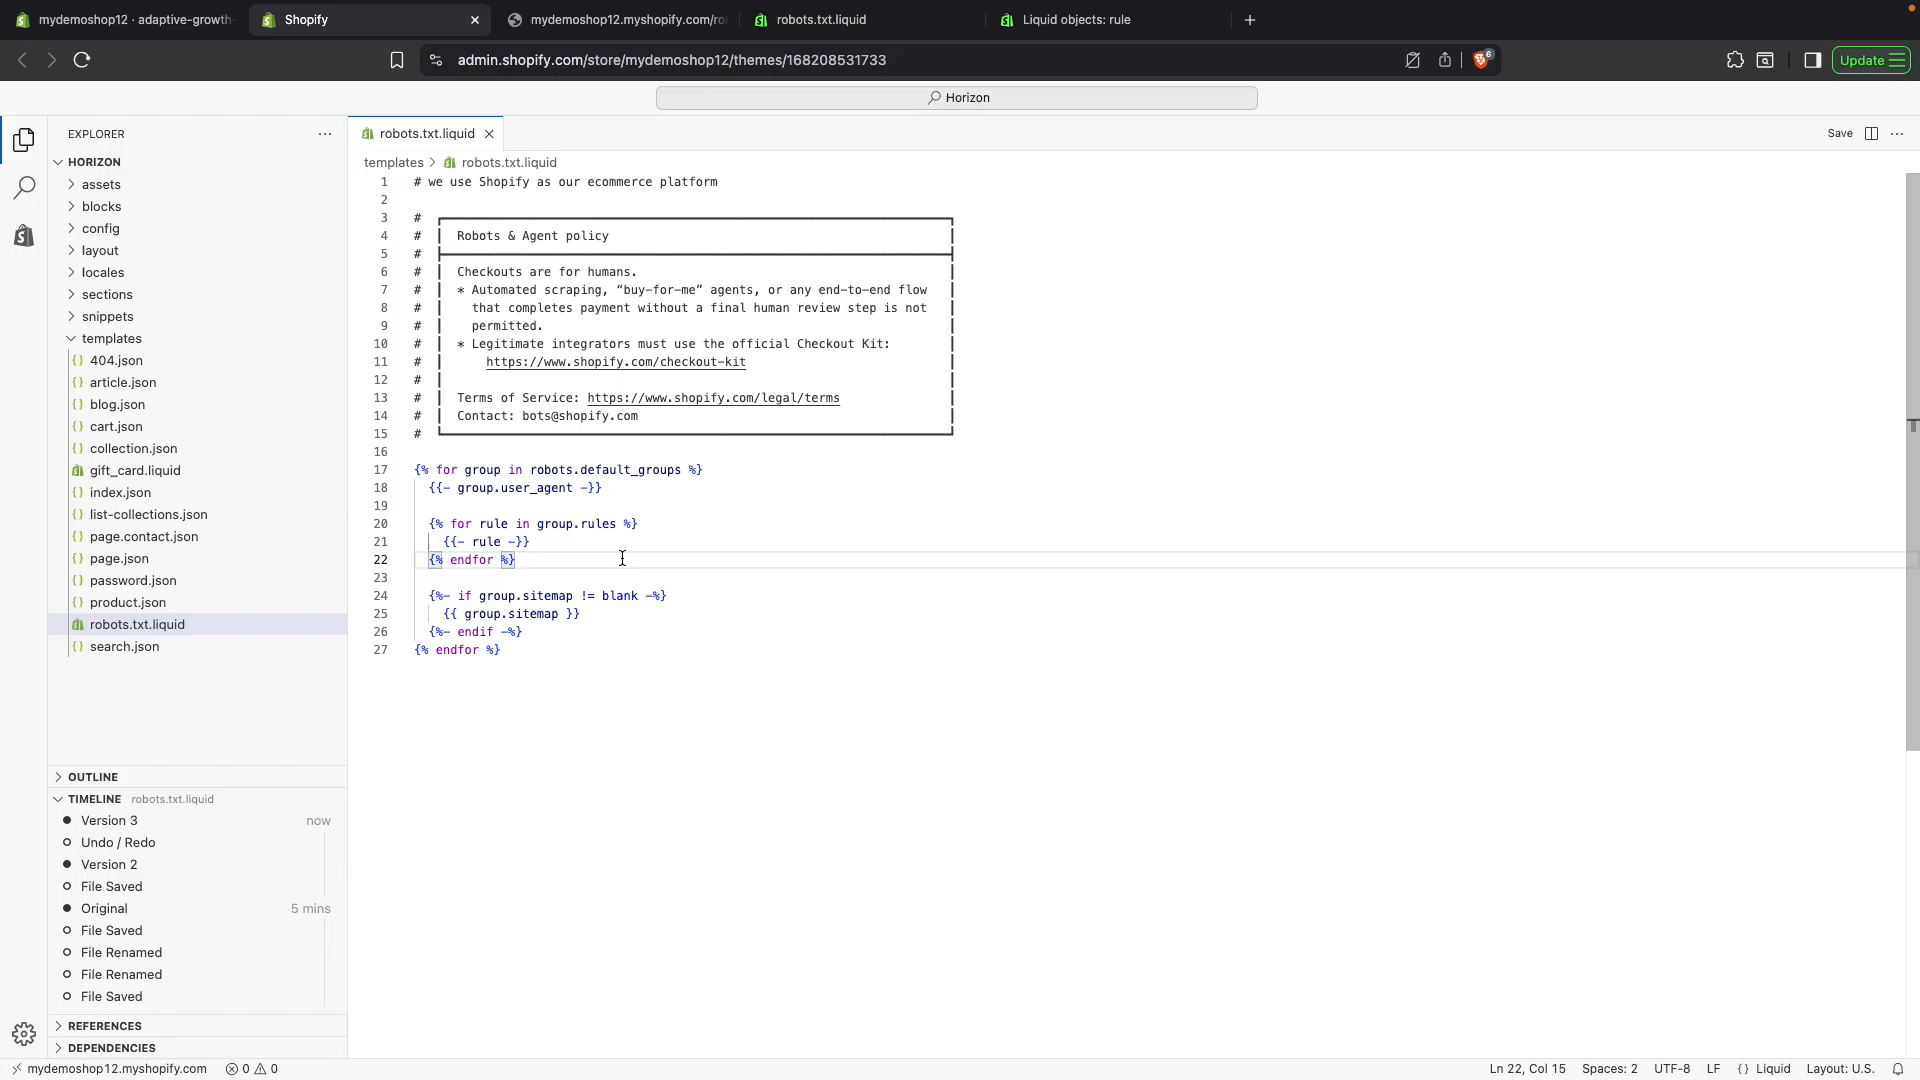 mydemoshop12 · adaptive-growth-
Shopify
mydemoshop12.myshopify.com/ro
robots.txt.liquid
Liquid objects: rule
admin.shopify.com/store/mydemoshop12/themes/168208531733
6
Update
Horizon
EXPLORER
HORIZON
assets
blocks
config
layout
locales
sections
snippets
templates
404.json
article.json
blog.json
cart.json
collection.json
gift_card.liquid
index.json
list-collections.json
page.contact.json
page.json
password.json
product.json
robots.txt.liquid
search.json
OUTLINE
TIMELINE robots.txt.liquid
Version 3 now
Undo / Redo
Version 2
File Saved
Original 5 mins
File Saved
File Renamed
File Renamed
File Saved
REFERENCES
DEPENDENCIES
robots.txt.liquid
Save
templates > robots.txt.liquid
1 # we use Shopify as our ecommerce platform
2
3 #
4 # Robots & Agent policy
5 #
6 # Checkouts are for humans.
7 # * Automated scraping, “buy-for-me” agents, or any end-to-end flow
8 # that completes payment without a final human review step is not
9 # permitted.
10 # * Legitimate integrators must use the official Checkout Kit:
11 # https://www.shopify.com/checkout-kit
12 #
13 # Terms of Service: https://www.shopify.com/legal/terms
14 # Contact: bots@shopify.com
15 #
16
17 {% for group in robots.default_groups %}
18 {{- group.user_agent -}}
19
20 {% for rule in group.rules %}
21 {{- rule -}}
22 {% endfor %}
23
24 {%- if group.sitemap != blank -%}
25 {{ group.sitemap }}
26 {%- endif -%}
27 {% endfor %}
mydemoshop12.myshopify.com 0 0
Ln 22, Col 15 Spaces: 2 UTF-8 LF {} Liquid Layout: U.S.